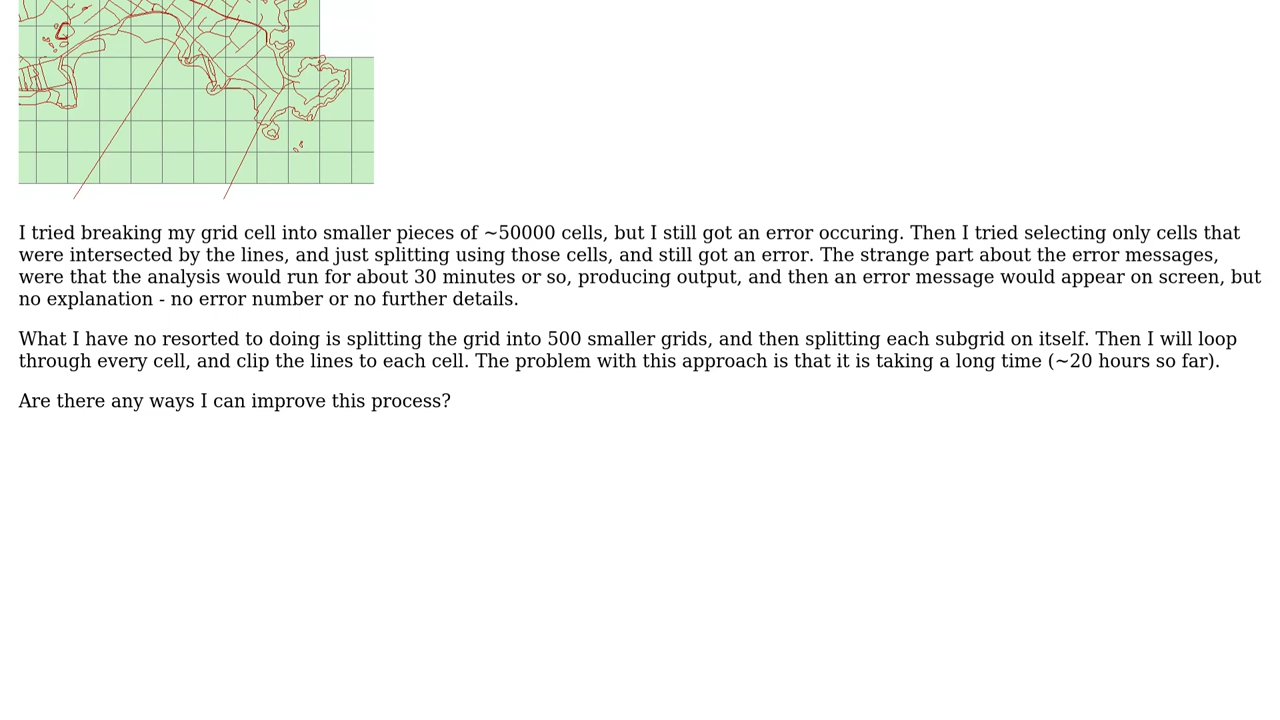 I tried breaking my grid cell into smaller pieces of ~50000 cells, but I still got an error occuring. Then I tried selecting only cells that
were intersected by the lines, and just splitting using those cells, and still got an error. The strange part about the error messages,
were that the analysis would run for about 30 minutes or so, producing output, and then an error message would appear on screen, but
no explanation - no error number or no further details.
What I have no resorted to doing is splitting the grid into 500 smaller grids, and then splitting each subgrid on itself. Then I will loop
through every cell, and clip the lines to each cell. The problem with this approach is that it is taking a long time (~20 hours so far).
Are there any ways I can improve this process?